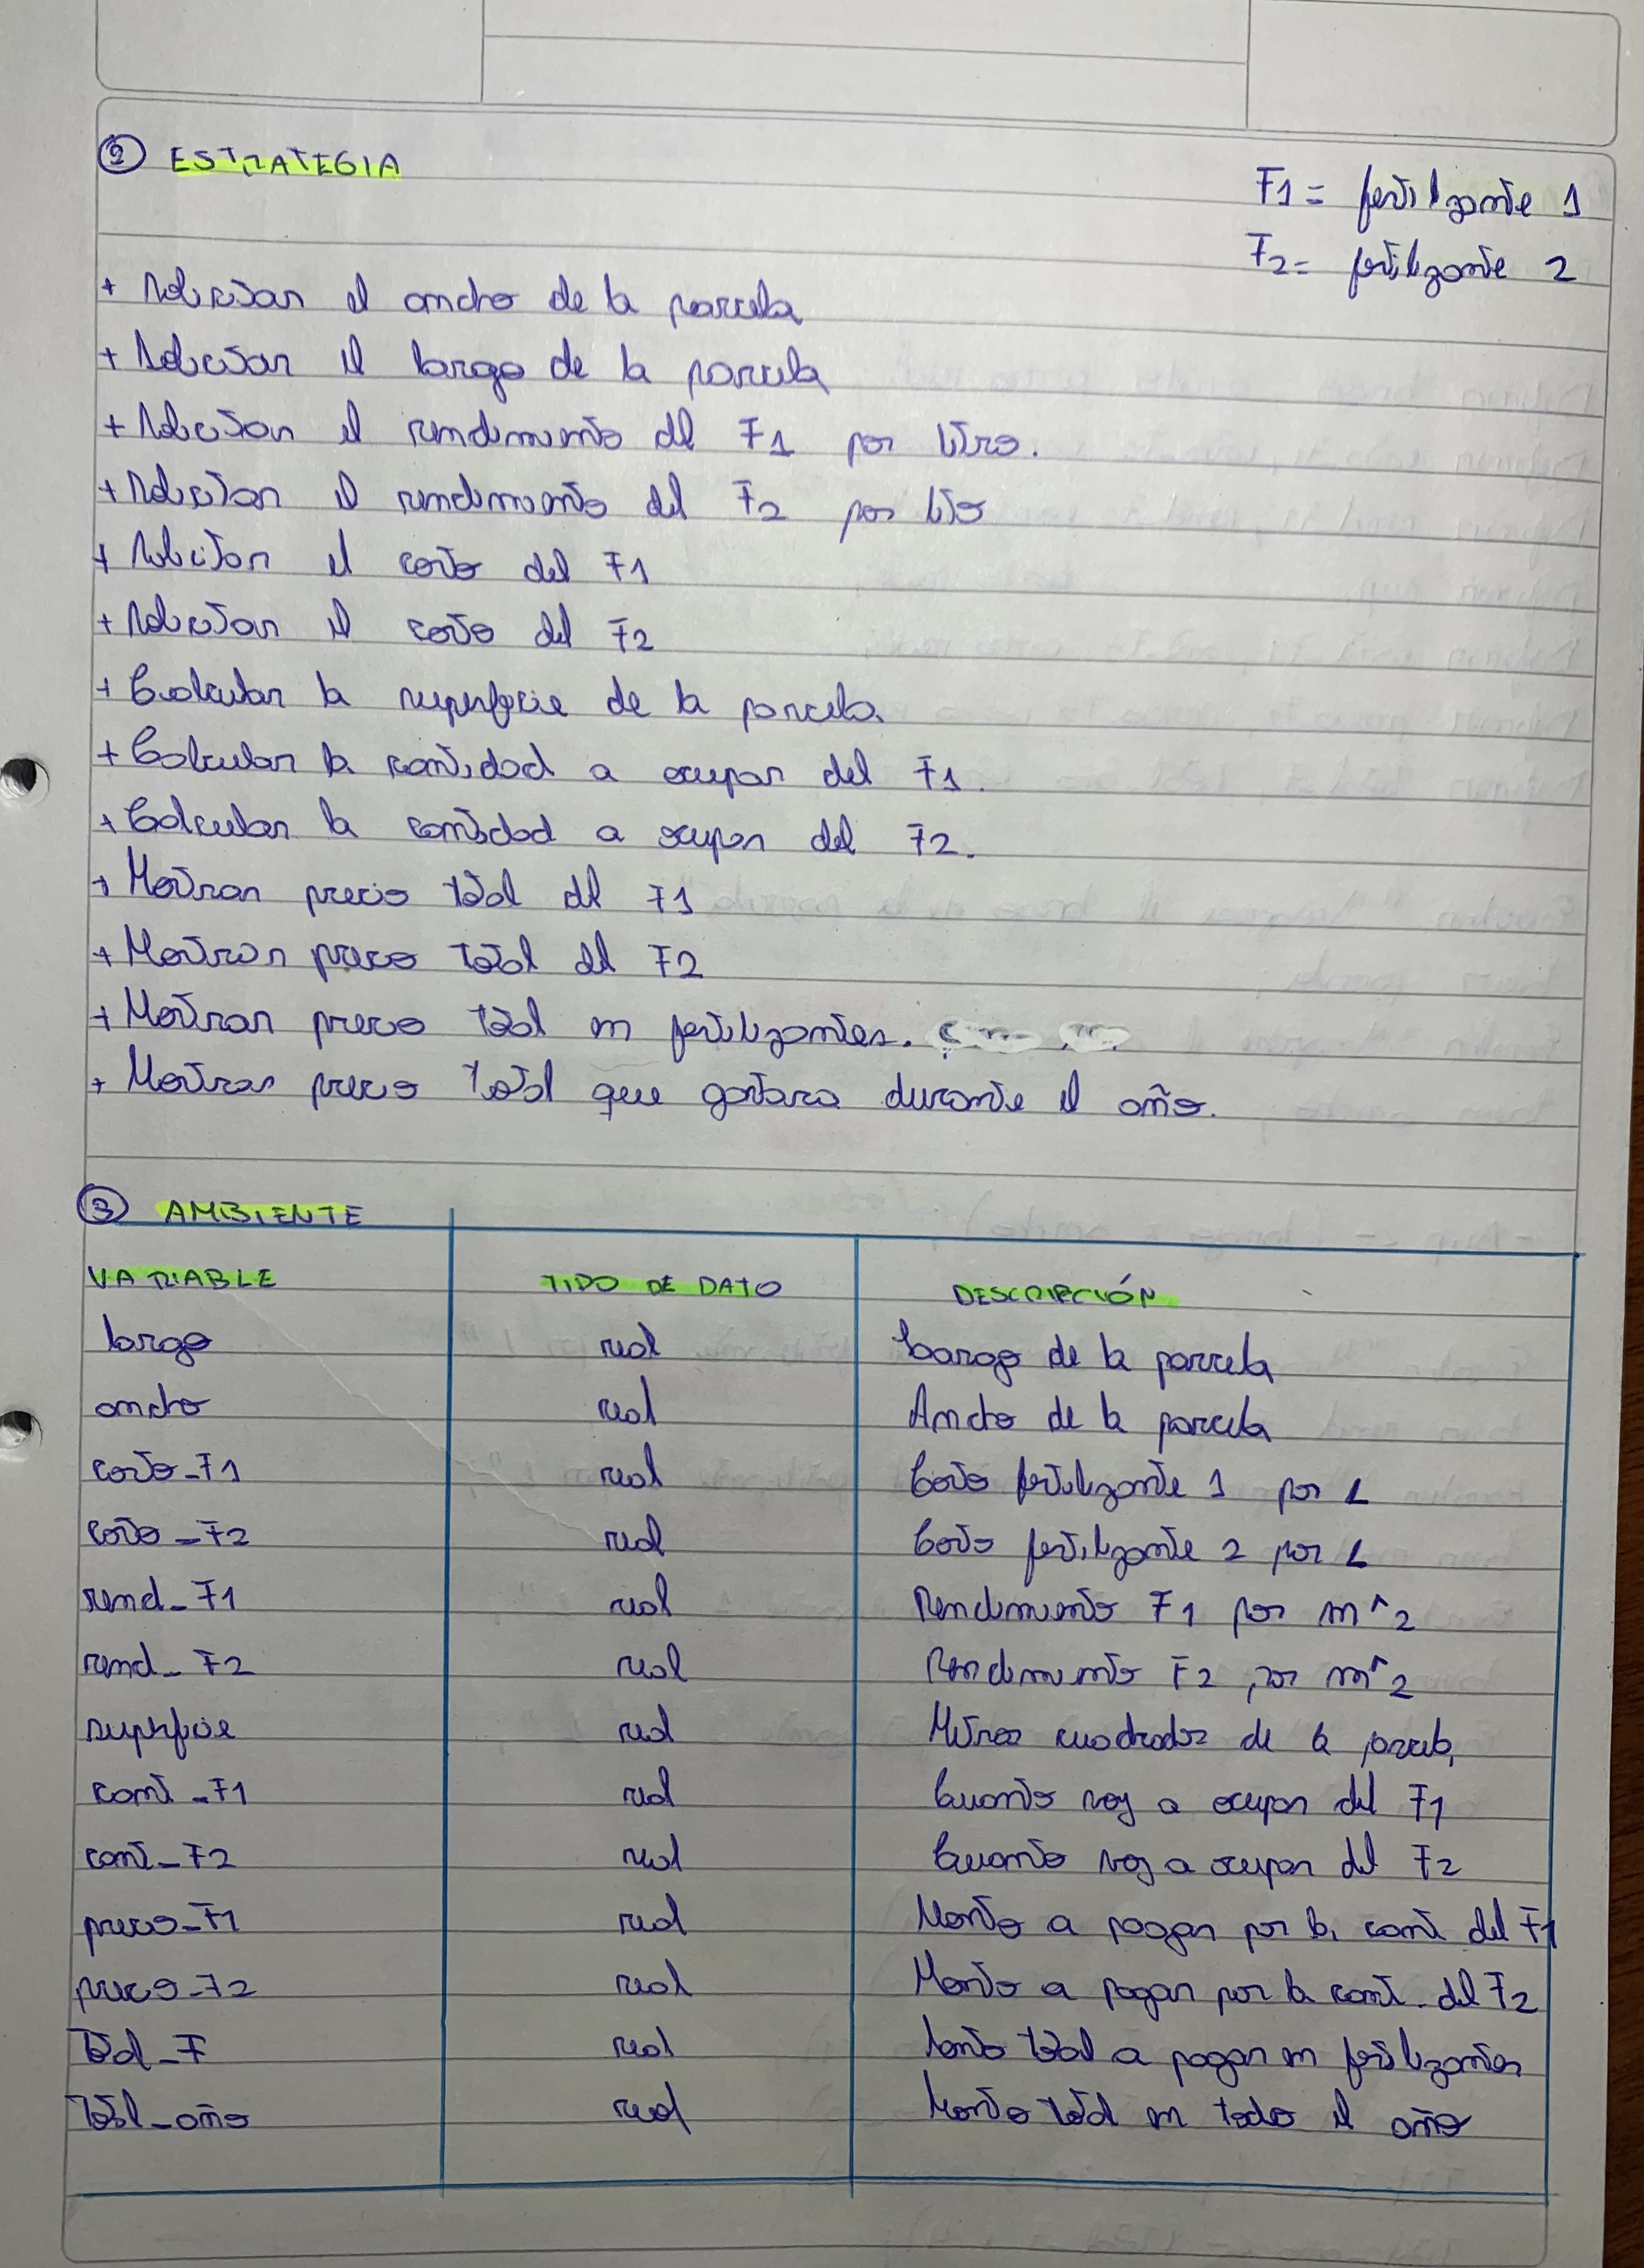 ② ESTRATEGIA
F1 = fertilizante 1
F2 = fertilizante 2
+ Solicitar el ancho de la parcela
+ Solicitar el largo de la parcela
+ Solicitar el rendimiento del F1 por litro.
+ Solicitar el rendimiento del F2 por litro
+ Solicitar el costo del F1
+ Solicitar el costo del F2
+ Calcular la superficie de la parcela.
+ Calcular la cantidad a ocupar del F1.
+ Calcular la cantidad a ocupar del F2.
+ Mostrar precio total del F1
+ Mostrar precio total del F2
+ Mostrar precio total en fertilizantes.
+ Mostrar precio total que gastara durante el año.
③ AMBIENTE
VARIABLE TIPO DE DATO DESCRIPCIÓN
largo real Largo de la parcela
ancho real Ancho de la parcela
costo_F1 real Costo fertilizante 1 por L
costo_F2 real Costo fertilizante 2 por L
rend_F1 real Rendimiento F1 por m^2
rend_F2 real Rendimiento F2 por m^2
superficie real Metros cuadrados de la parcela
cant_F1 real Cuanto voy a ocupar del F1
cant_F2 real Cuanto voy a ocupar del F2
precio_F1 real Monto a pagar por la cant del F1
precio_F2 real Monto a pagar por la cant. del F2
total_F real Monto total a pagar en fertilizantes
total_año real Monto total en todo el año